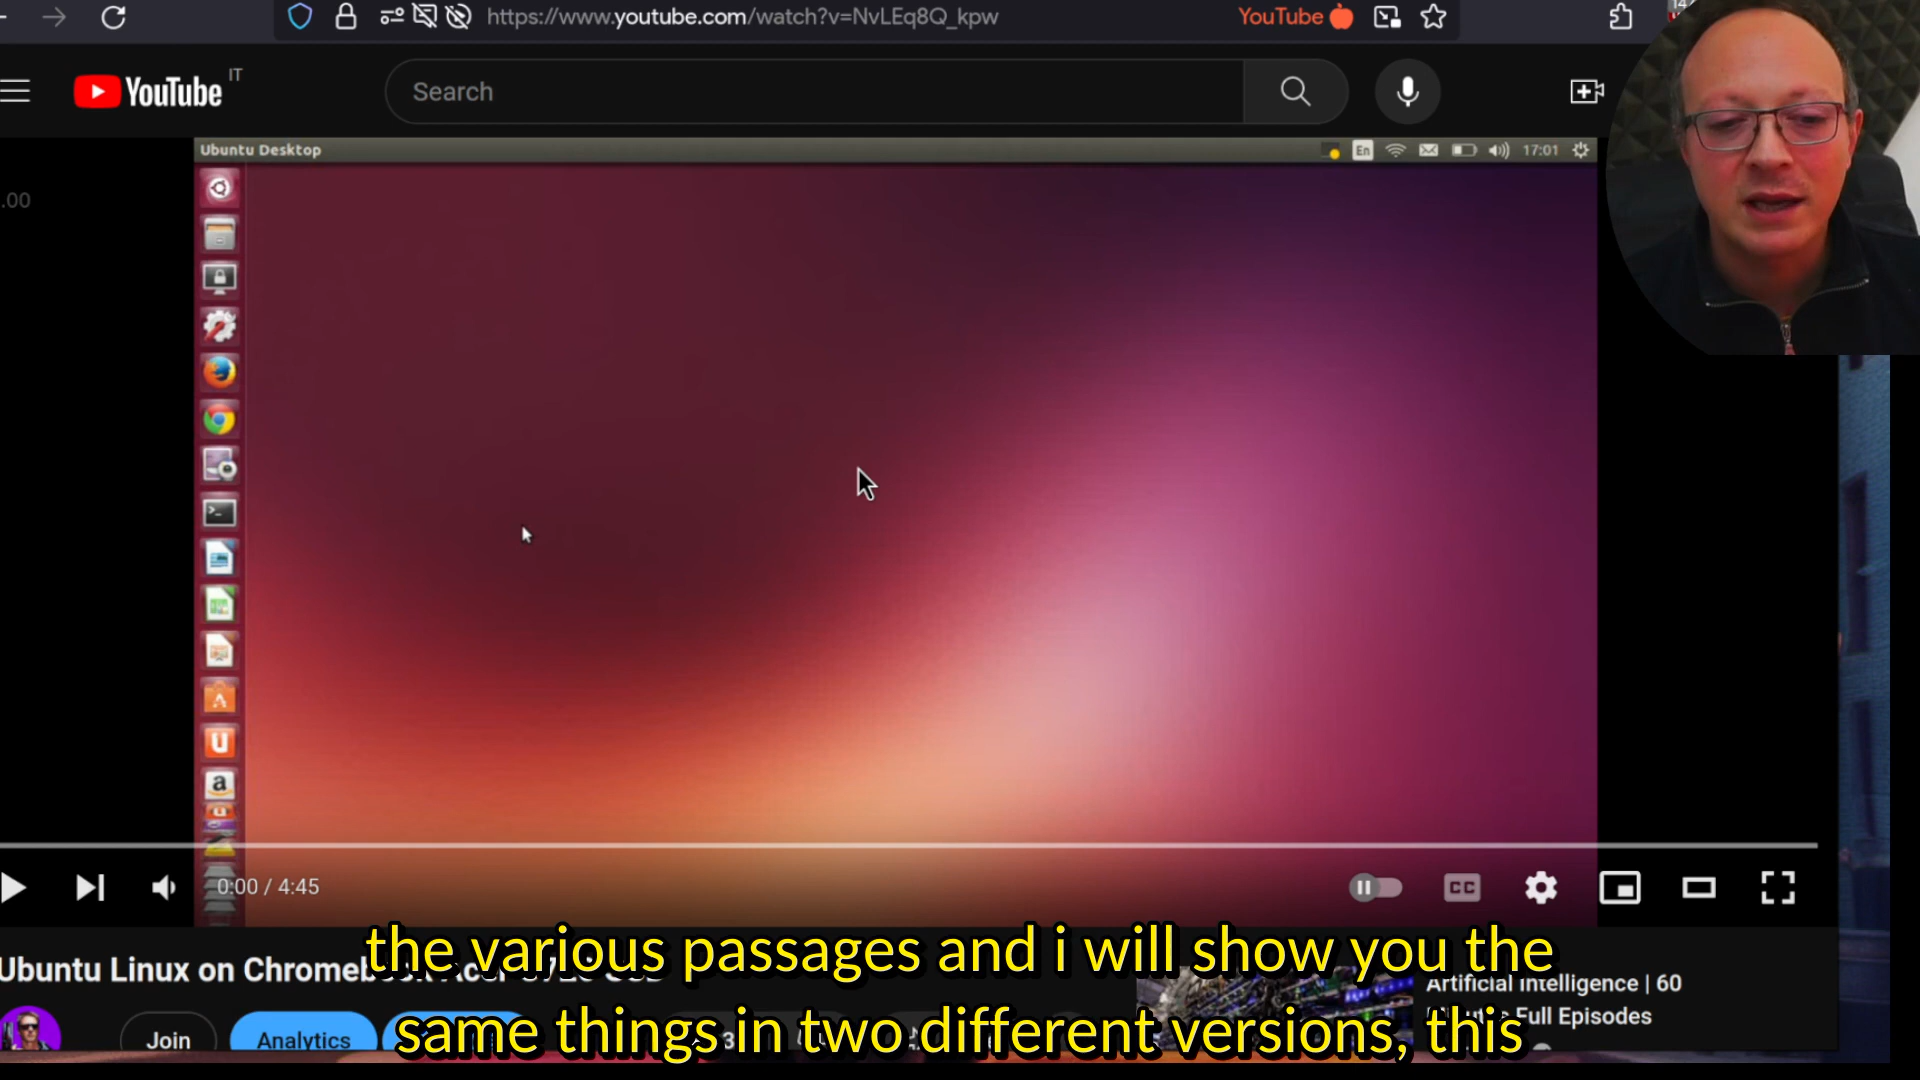 https://www.youtube.com/watch?v=NvLEq8Q_kpw
YouTube
YouTube IT
Search
Ubuntu Desktop
En
17:01
.00
0:00 / 4:45
CC
the various passages and i will show you the
Ubuntu Linux on
Artificial Intelligence | 60
Full Episodes
same things in two different versions, this
Join
Analytics